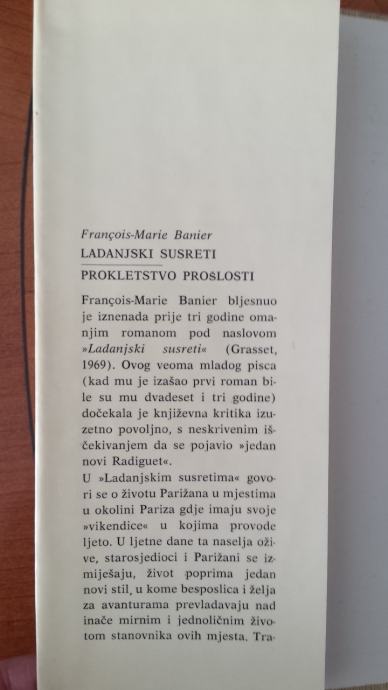 François-Marie Banier
LADANJSKI SUSRETI
PROKLETSTVO PROSLOSTI
François-Marie Banier bljesnuo
je iznenada prije tri godine oma-
njim romanom pod naslovom
»Ladanjski susreti« (Grasset,
1969). Ovog veoma mladog pisca
(kad mu je izašao prvi roman bi-
le su mu dvadeset i tri godine)
dočekala je književna kritika izu-
zetno povoljno, s neskrivenim iš-
čekivanjem da se pojavio »jedan
novi Radiguet«.
U »Ladanjskim susretima« govo-
ri se o životu Parižana u mjestima
u okolini Pariza gdje imaju svoje
»vikendice« u kojima provode
ljeto. U ljetne dane ta naselja oži-
ve, starosjedioci i Parižani se iz-
miješaju, život poprima jedan
novi stil, u kome besposlica i želja
za avanturama prevladavaju nad
inače mirnim i jednoličnim živo-
tom stanovnika ovih mjesta. Tra-